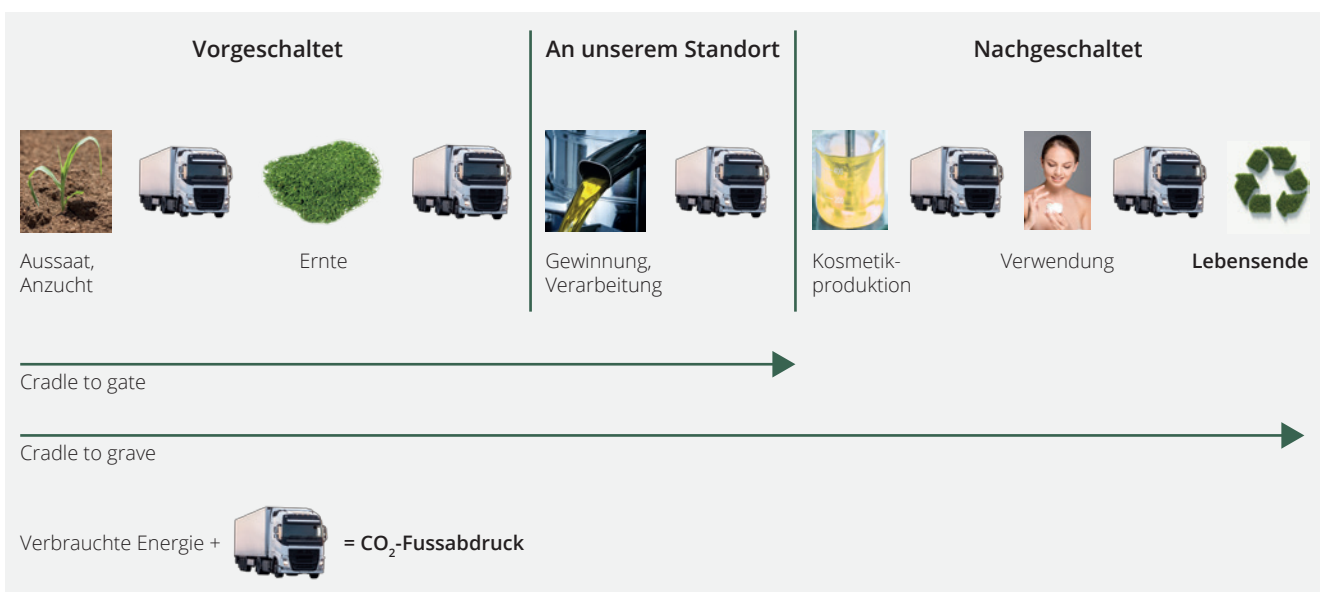 Vorgeschaltet
An unserem Standort
Nachgeschaltet
Aussaat,
Anzucht
Ernte
Gewinnung,
Verarbeitung
Kosmetik-
produktion
Verwendung
Lebensende
Cradle to gate
Cradle to grave
Verbrauchte Energie + = CO₂-Fussabdruck